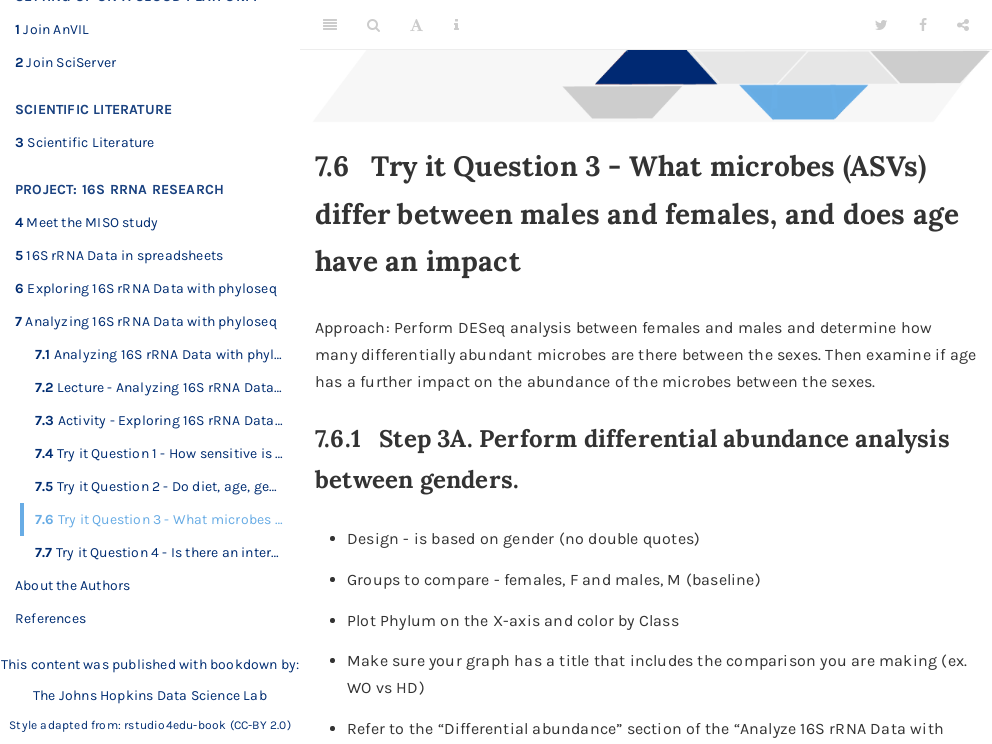 1 Join AnVIL
2 Join SciServer
SCIENTIFIC LITERATURE
3 Scientific Literature
PROJECT: 16S RRNA RESEARCH
4 Meet the MISO study
5 16S rRNA Data in spreadsheets
6 Exploring 16S rRNA Data with phyloseq
7 Analyzing 16S rRNA Data with phyloseq
7.1 Analyzing 16S rRNA Data with phyl…
7.2 Lecture - Analyzing 16S rRNA Data…
7.3 Activity - Exploring 16S rRNA Data…
7.4 Try it Question 1 - How sensitive is …
7.5 Try it Question 2 - Do diet, age, ge…
7.6 Try it Question 3 - What microbes …
7.7 Try it Question 4 - Is there an inter…
About the Authors
References
This content was published with bookdown by:
The Johns Hopkins Data Science Lab
Style adapted from: rstudio4edu-book (CC-BY 2.0)
7.6 Try it Question 3 - What microbes (ASVs)
differ between males and females, and does age
have an impact
Approach: Perform DESeq analysis between females and males and determine how
many differentially abundant microbes are there between the sexes. Then examine if age
has a further impact on the abundance of the microbes between the sexes.
7.6.1 Step 3A. Perform differential abundance analysis
between genders.
• Design - is based on gender (no double quotes)
• Groups to compare - females, F and males, M (baseline)
• Plot Phylum on the X-axis and color by Class
• Make sure your graph has a title that includes the comparison you are making (ex.
WO vs HD)
• Refer to the “Differential abundance” section of the “Analyze 16S rRNA Data with